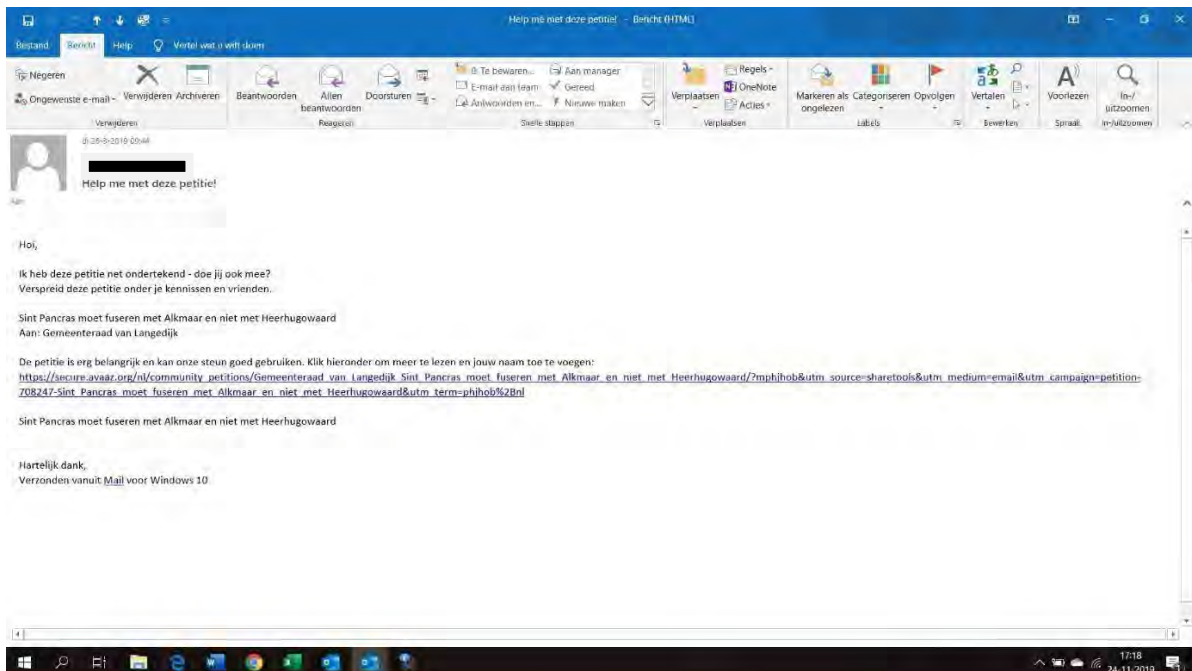 Help me met deze petitie! - Bericht (HTML)
Bestand Bericht Help Vertel wat u wilt doen
Negeren
Ongewenste e-mail
Verwijderen Archiveren
Verwijderen
Beantwoorden Allen beantwoorden Doorsturen
Reageren
Te bewaren... Aan manager
E-mail aan team Gereed
Antwoorden en... Nieuwe maken
Snelle stappen
Verplaatsen
Regels
OneNote
Acties
Verplaatsen
Markeren als ongelezen Categoriseren Opvolgen
Labels
Vertalen
Bewerken
Voorlezen
Spraak
In-/uitzoomen
In-/uitzoomen
Help me met deze petitie!
Hoi,
Ik heb deze petitie net ondertekend - doe jij ook mee?
Verspreid deze petitie onder je kennissen en vrienden.
Sint Pancras moet fuseren met Alkmaar en niet met Heerhugowaard
Aan: Gemeenteraad van Langedijk
De petitie is erg belangrijk en kan onze steun goed gebruiken. Klik hieronder om meer te lezen en jouw naam toe te voegen:
https://secure.avaaz.org/nl/community_petitions/Gemeenteraad_van_Langedijk_Sint_Pancras_moet_fuseren_met_Alkmaar_en_niet_met_Heerhugowaard/?mphjhob&utm_source=sharetools&utm_medium=email&utm_campaign=petition-
708247-Sint_Pancras_moet_fuseren_met_Alkmaar_en_niet_met_Heerhugowaard&utm_term=phjhob%2Bnl
Sint Pancras moet fuseren met Alkmaar en niet met Heerhugowaard
Hartelijk dank,
Verzonden vanuit Mail voor Windows 10
17:18
24-11-2019